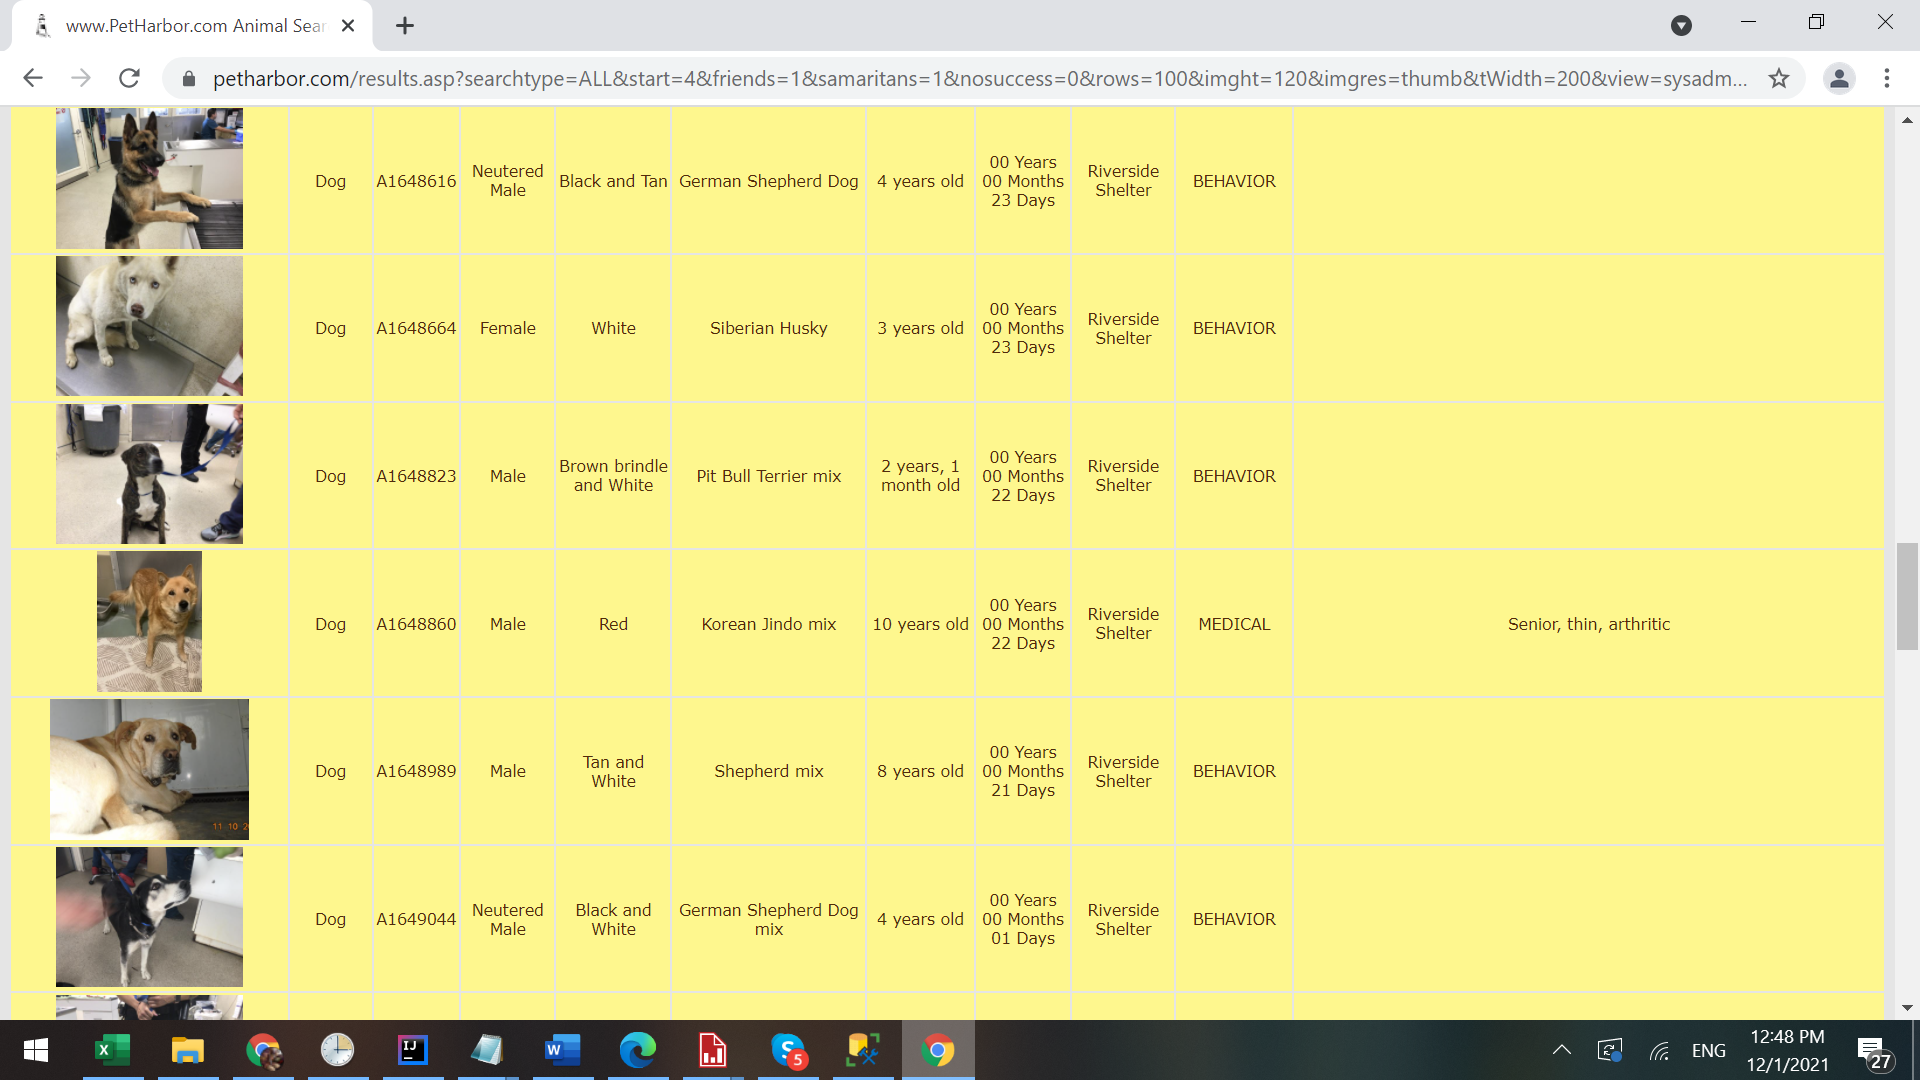 www.PetHarbor.com Animal Sear
petharbor.com/results.asp?searchtype=ALL&start=4&friends=1&samaritans=1&nosuccess=0&rows=100&imght=120&imgres=thumb&tWidth=200&view=sysadm...
Dog
A1648616
Neutered
Male
Black and Tan
German Shepherd Dog
4 years old
00 Years
00 Months
23 Days
Riverside
Shelter
BEHAVIOR
Dog
A1648664
Female
White
Siberian Husky
3 years old
00 Years
00 Months
23 Days
Riverside
Shelter
BEHAVIOR
Dog
A1648823
Male
Brown brindle
and White
Pit Bull Terrier mix
2 years, 1
month old
00 Years
00 Months
22 Days
Riverside
Shelter
BEHAVIOR
Dog
A1648860
Male
Red
Korean Jindo mix
10 years old
00 Years
00 Months
22 Days
Riverside
Shelter
MEDICAL
Senior, thin, arthritic
11 10 2
Dog
A1648989
Male
Tan and
White
Shepherd mix
8 years old
00 Years
00 Months
21 Days
Riverside
Shelter
BEHAVIOR
Dog
A1649044
Neutered
Male
Black and
White
German Shepherd Dog
mix
4 years old
00 Years
00 Months
01 Days
Riverside
Shelter
BEHAVIOR
X
IJ
W
S
5
ENG
12:48 PM
12/1/2021
27